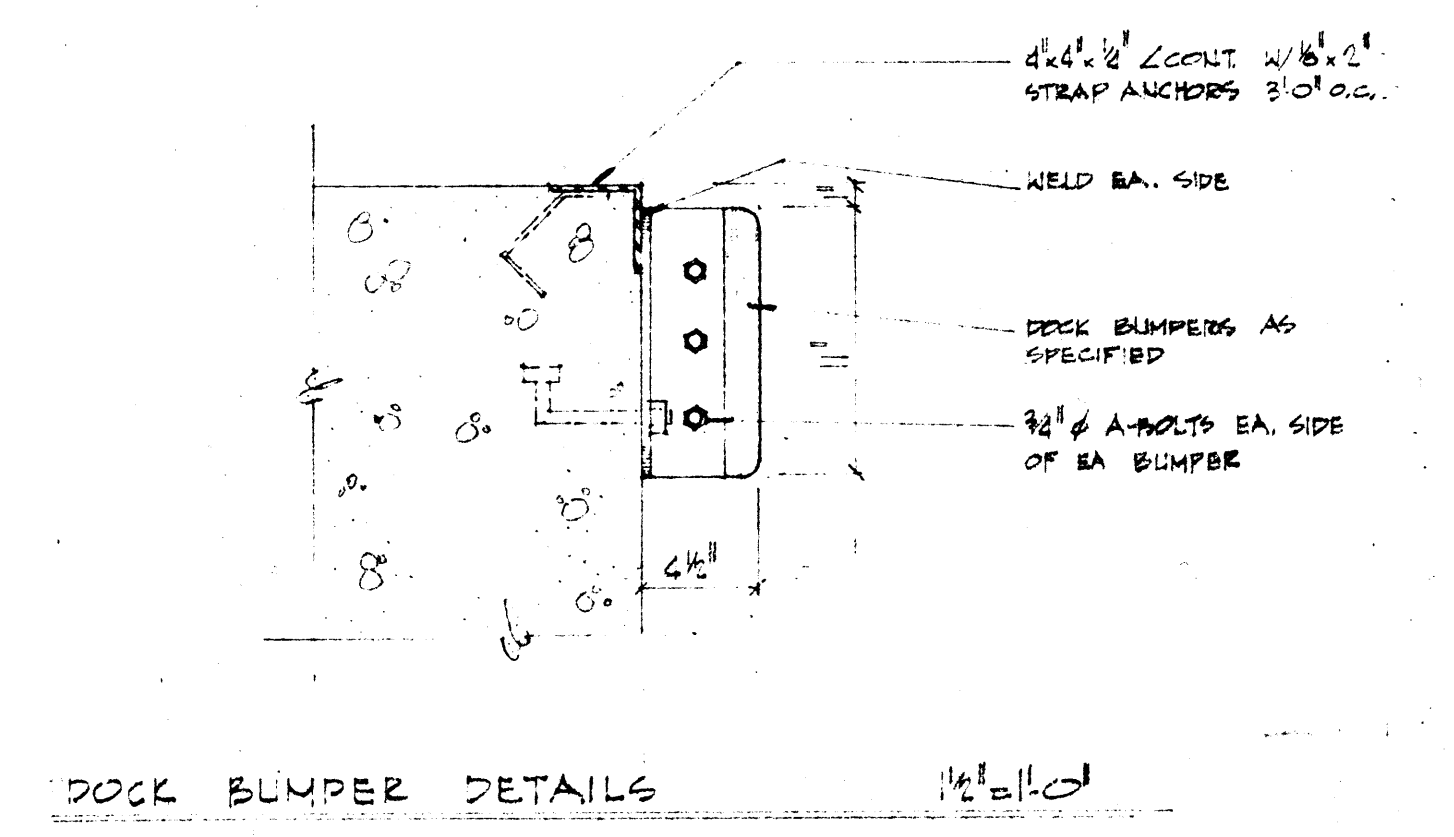 4"x4"x¼" ∠CONT. W/⅛"x2"
STRAP ANCHORS 3'-0" O.C.
WELD EA. SIDE
DOCK BUMPERS AS
SPECIFIED
¾"⌀ A-BOLTS EA. SIDE
OF EA BUMPER
4½"
DOCK BUMPER DETAILS 1½"=1'-0"